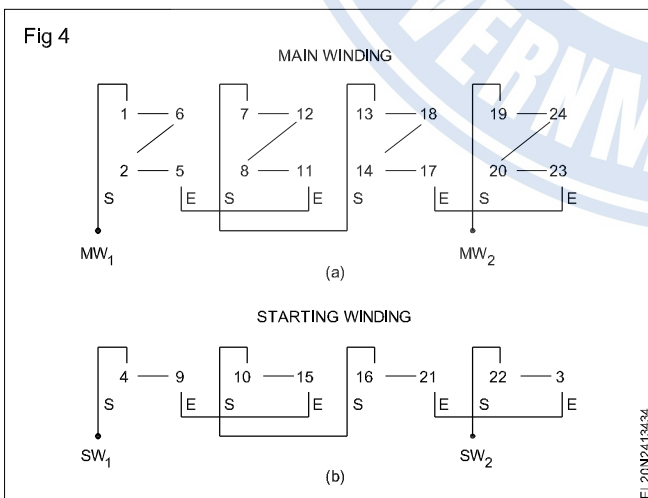 VERNM
Fig 4
MAIN WINDING
1 6 7 12 13 18 19 24
2 5 8 11 14 17 20 23
S E S E S E S E
MW1 MW2
(a)
STARTING WINDING
4 9 10 15 16 21 22 3
S E S E S E S E
SW1 SW2
(b)